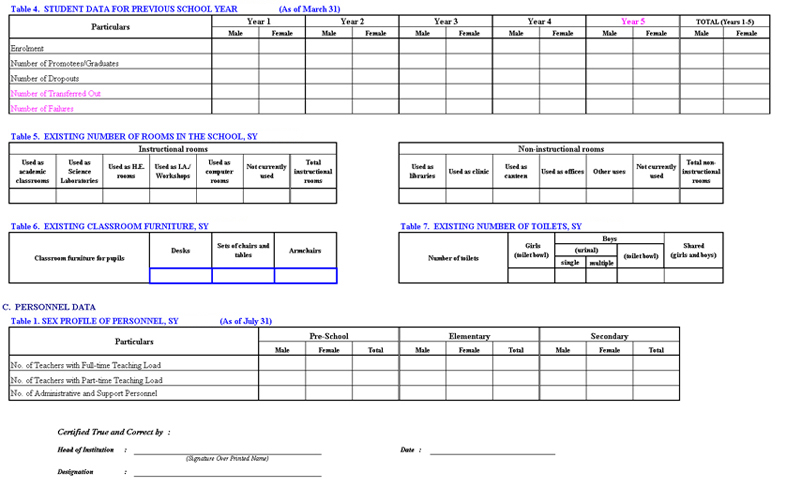 Table 4. STUDENT DATA FOR PREVIOUS SCHOOL YEAR (As of March 31)
Particulars Year 1 Year 2 Year 3 Year 4 Year 5 TOTAL (Years 1-5)
Male Female Male Female Male Female Male Female Male Female Male Female
Enrolment
Number of Promotees/Graduates
Number of Dropouts
Number of Transferred Out
Number of Failures
Table 5. EXISTING NUMBER OF ROOMS IN THE SCHOOL, SY
Instructional rooms
Used as academic classrooms
Used as Science Laboratories
Used as H.E. rooms
Used as I.A./ Workshops
Used as computer rooms
Not currently used
Total instructional rooms
Non-instructional rooms
Used as libraries
Used as clinic
Used as canteen
Used as offices
Other uses
Not currently used
Total non-instructional rooms
Table 6. EXISTING CLASSROOM FURNITURE, SY
Classroom furniture for pupils
Desks
Sets of chairs and tables
Armchairs
Table 7. EXISTING NUMBER OF TOILETS, SY
Number of toilets
Girls (toilet bowl)
Boys
(urinal)
single multiple
(toilet bowl)
Shared (girls and boys)
C. PERSONNEL DATA
Table 1. SEX PROFILE OF PERSONNEL, SY (As of July 31)
Particulars Pre-School Elementary Secondary
Male Female Total Male Female Total Male Female Total
No. of Teachers with Full-time Teaching Load
No. of Teachers with Part-time Teaching Load
No. of Administrative and Support Personnel
Certified True and Correct by :
Head of Institution : Date :
(Signature Over Printed Name)
Designation :